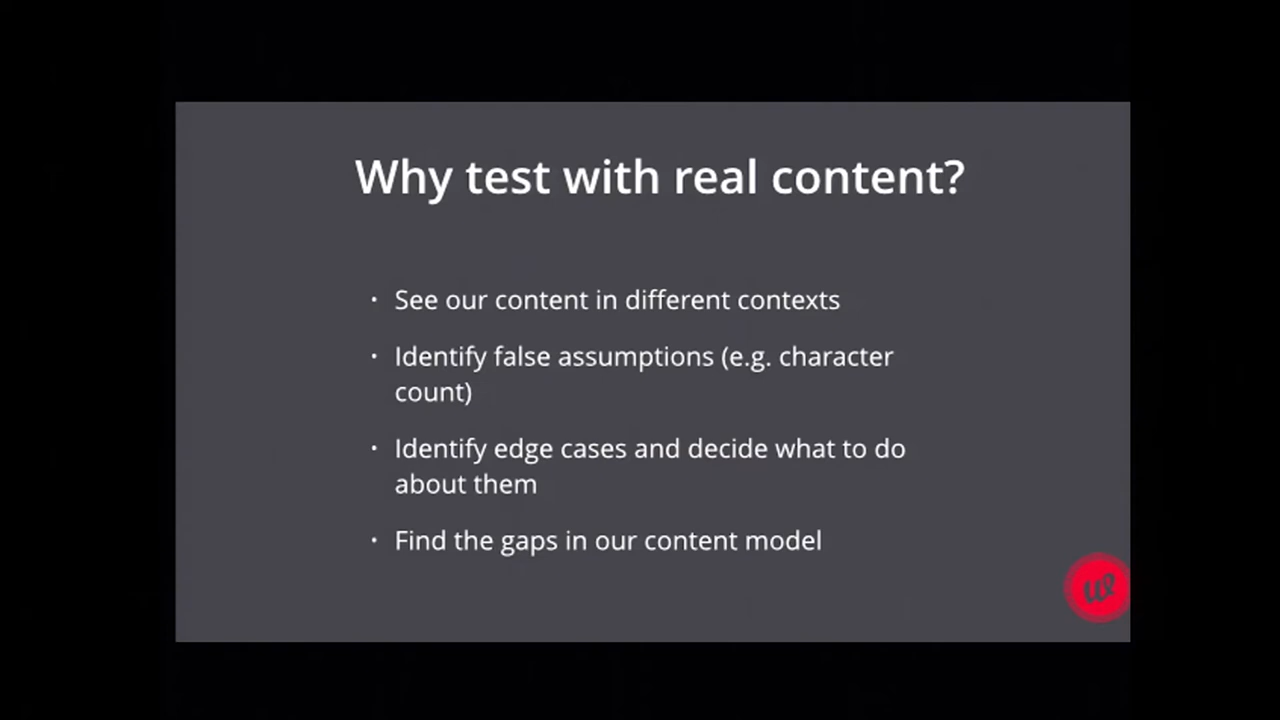 Why test with real content?
• See our content in different contexts
• Identify false assumptions (e.g. character
count)
• Identify edge cases and decide what to do
about them
• Find the gaps in our content model